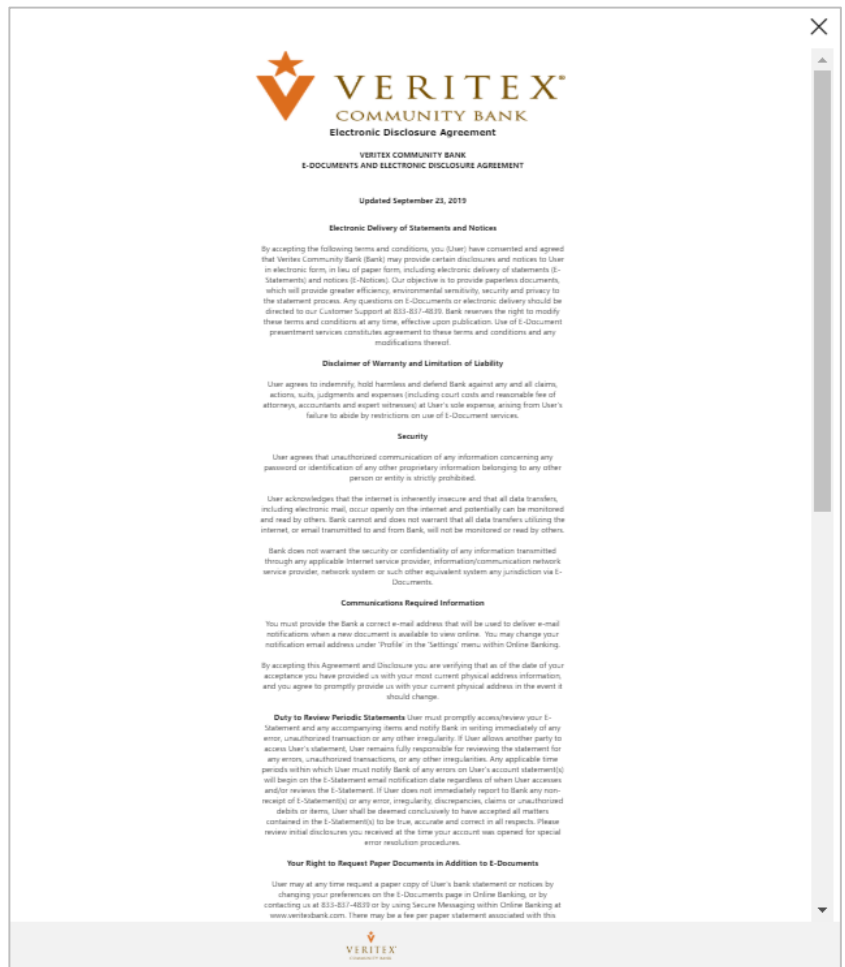 VERITEX®
COMMUNITY BANK
Electronic Disclosure Agreement
VERITEX COMMUNITY BANK
E-DOCUMENTS AND ELECTRONIC DISCLOSURE AGREEMENT
Updated September 23, 2019
Electronic Delivery of Statements and Notices
By accepting the following terms and conditions, you (User) have consented and agreed
that Veritex Community Bank (Bank) may provide certain disclosures and notices to User
in electronic form, in lieu of paper form, including electronic delivery of statements (E-
Statements) and notices (E-Notices). Our objective is to provide paperless documents,
which will provide greater efficiency, environmental sensitivity, security and privacy to
the statement process. Any questions on E-Documents or electronic delivery should be
directed to our Customer Support at 833-837-4839. Bank reserves the right to modify
these terms and conditions at any time, effective upon publication. Use of E-Document
presentment services constitutes agreement to these terms and conditions and any
modifications thereof.
Disclaimer of Warranty and Limitation of Liability
User agrees to indemnify, hold harmless and defend Bank against any and all claims,
actions, suits, judgments and expenses (including court costs and reasonable fee of
attorneys, accountants and expert witnesses) at User's sole expense, arising from User's
failure to abide by restrictions on use of E-Document services.
Security
User agrees that unauthorized communication of any information concerning any
password or identification of any other proprietary information belonging to any other
person or entity is strictly prohibited.
User acknowledges that the internet is inherently insecure and that all data transfers,
including electronic mail, occur openly on the internet and potentially can be monitored
and read by others. Bank cannot and does not warrant that all data transfers utilizing the
internet, or email transmitted to and from Bank, will not be monitored or read by others.
Bank does not warrant the security or confidentiality of any information transmitted
through any applicable Internet service provider, information/communication network
service provider, network system or such other equivalent system any jurisdiction via E-
Documents.
Communications Required Information
You must provide the Bank a correct e-mail address that will be used to deliver e-mail
notifications when a new document is available to view online. You may change your
notification email address under 'Profile' in the 'Settings' menu within Online Banking.
By accepting this Agreement and Disclosure you are verifying that as of the date of your
acceptance you have provided us with your most current physical address information,
and you agree to promptly provide us with your current physical address in the event it
should change.
Duty to Review Periodic Statements User must promptly access/review your E-
Statement and any accompanying items and notify Bank in writing immediately of any
error, unauthorized transaction or any other irregularity. If User allows another party to
access User's statement, User remains fully responsible for reviewing the statement for
any errors, unauthorized transactions, or any other irregularities. Any applicable time
periods within which User must notify Bank of any errors on User's account statement(s)
will begin on the E-Statement email notification date regardless of when User accesses
and/or reviews the E-Statement. If User does not immediately report to Bank any non-
receipt of E-Statement(s) or any error, irregularity, discrepancies, claims or unauthorized
debits or items, User shall be deemed conclusively to have accepted all matters
contained in the E-Statement(s) to be true, accurate and correct in all respects. Please
review initial disclosures you received at the time your account was opened for special
error resolution procedures.
Your Right to Request Paper Documents in Addition to E-Documents
User may at any time request a paper copy of User's bank statement or notices by
changing your preferences on the E-Documents page in Online Banking, or by
contacting us at 833-837-4839 or by using Secure Messaging within Online Banking at
www.veritexbank.com. There may be a fee per paper statement associated with this
VERITEX
COMMUNITY BANK